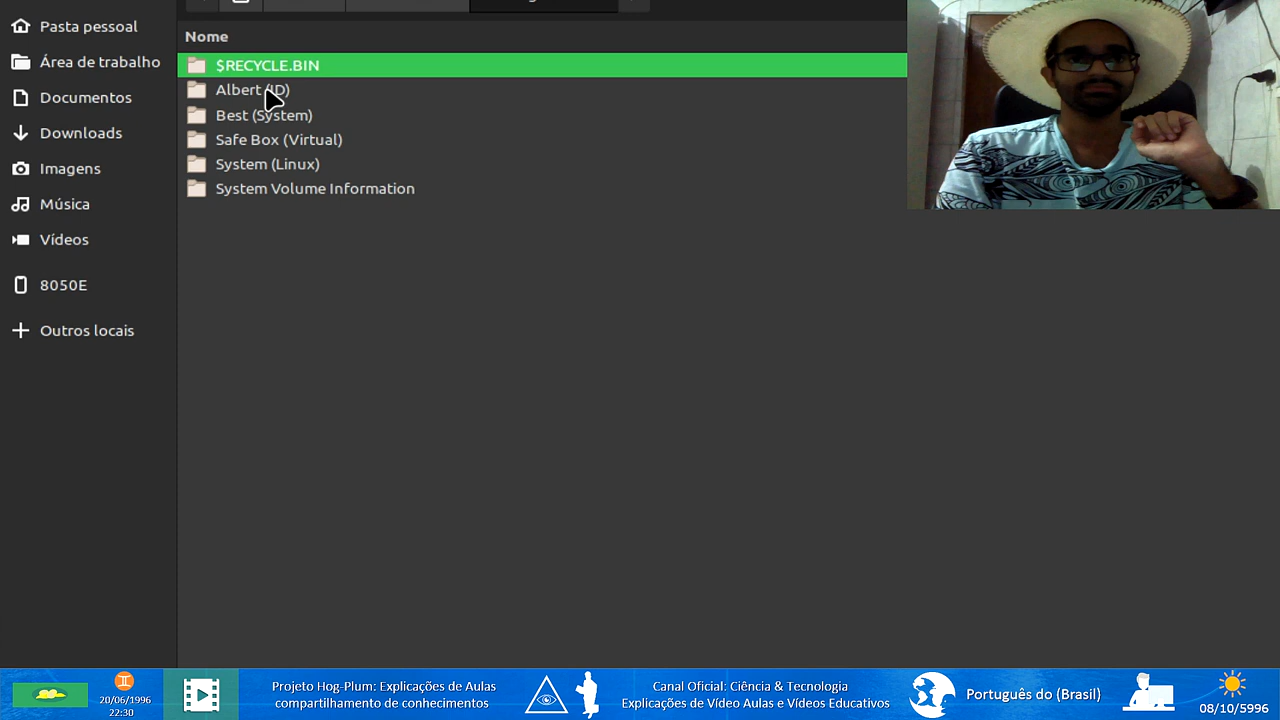 Pasta pessoal
Área de trabalho
Documentos
Downloads
Imagens
Música
Vídeos
8050E
Outros locais
Nome
$RECYCLE.BIN
Albert (ID)
Best (System)
Safe Box (Virtual)
System (Linux)
System Volume Information
20/06/1996
22:30
Projeto Hog-Plum: Explicações de Aulas
compartilhamento de conhecimentos
Canal Oficial: Ciência & Tecnologia
Explicações de Vídeo Aulas e Vídeos Educativos
Português do (Brasil)
08/10/5996